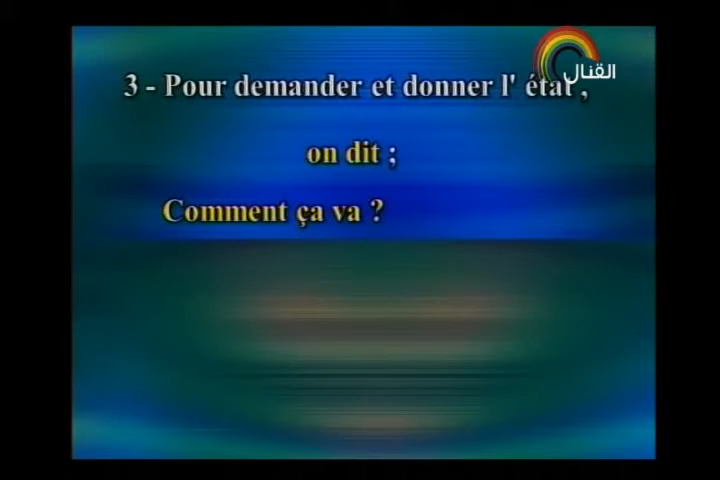 القنال
3 - Pour demander et donner l' état ,
on dit ;
Comment ça va ?